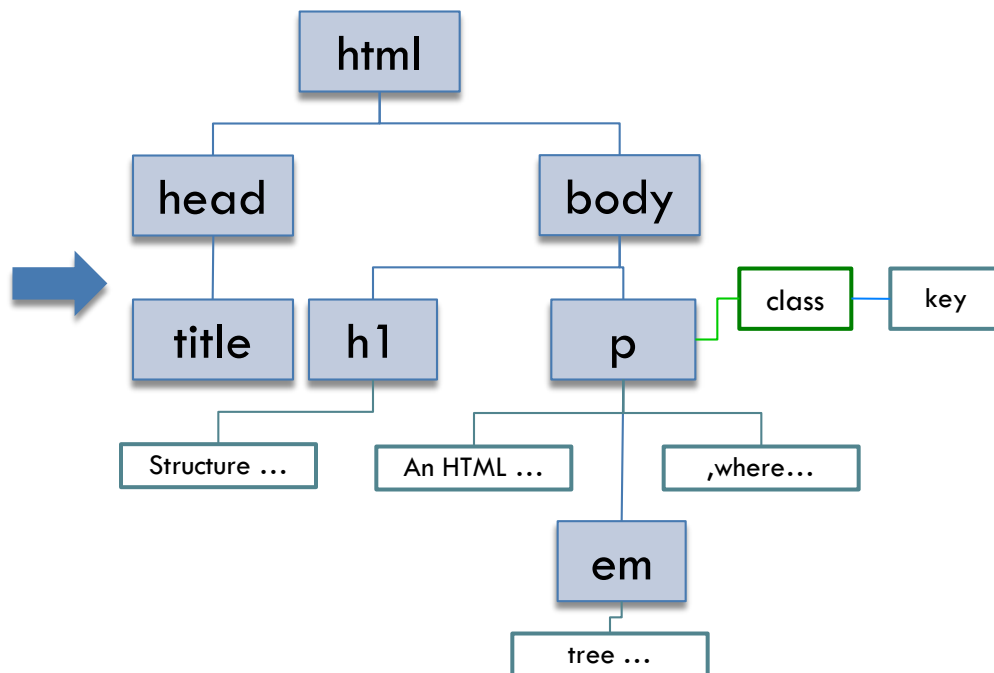 html
head
body
class
key
title
h1
p
Structure ...
An HTML ...
,where...
em
tree ...